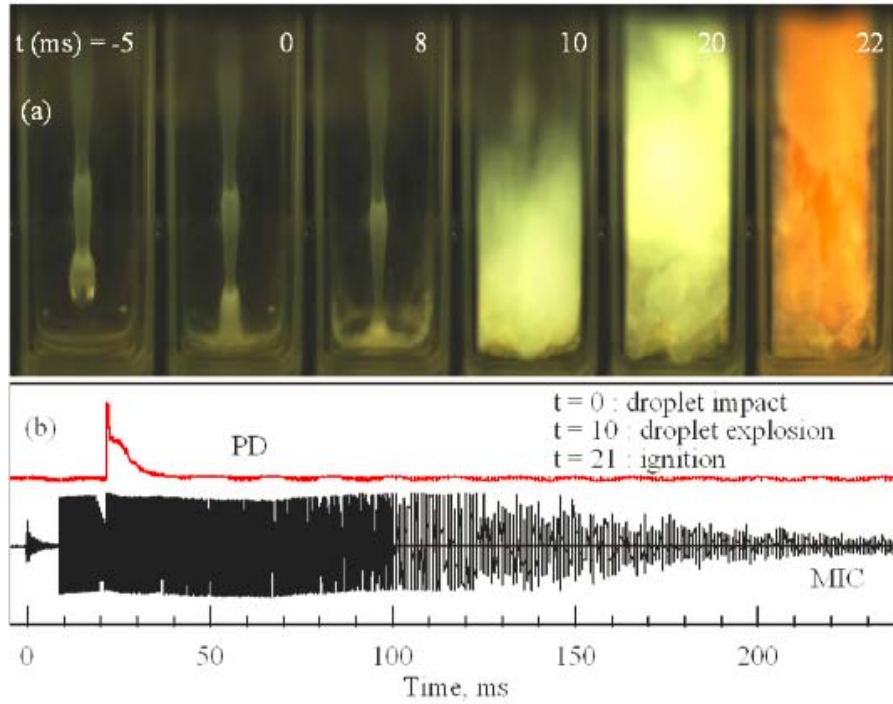 t (ms) = -5 0 8 10 20 22
(a)
(b)
PD
t = 0 : droplet impact
t = 10 : droplet explosion
t = 21 : ignition
MIC
0 50 100 150 200
Time, ms